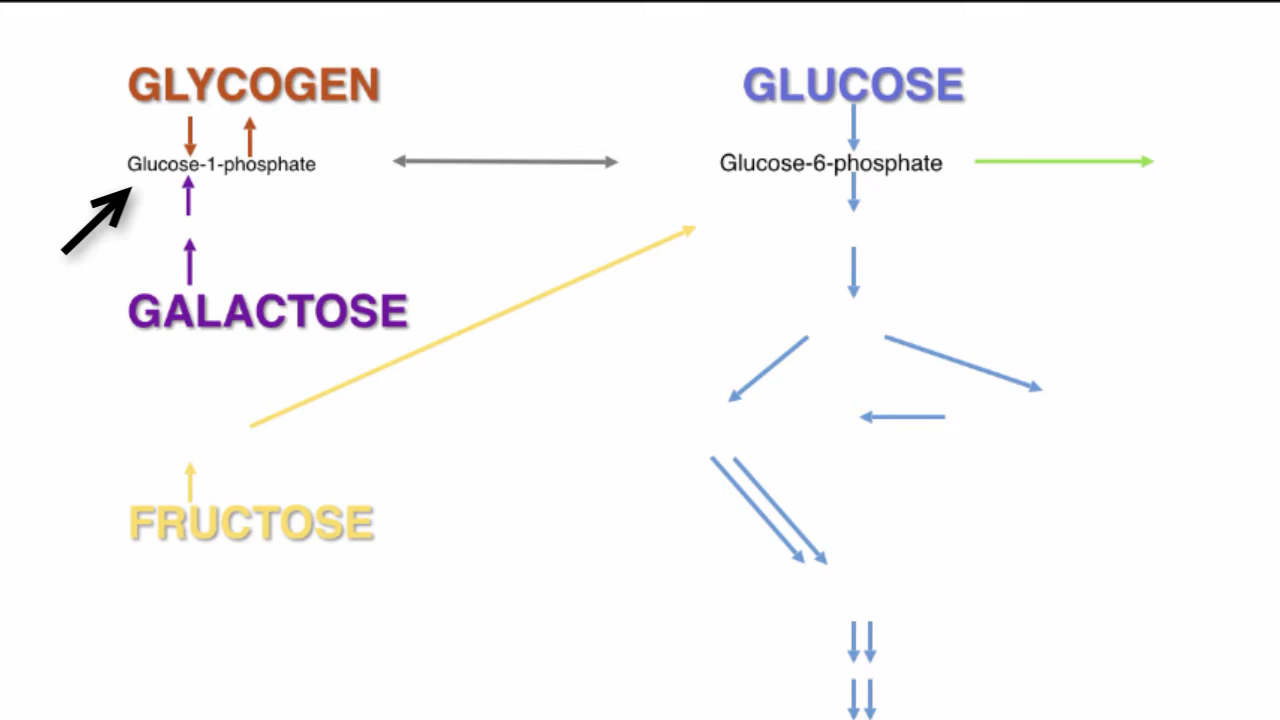 GLYCOGEN
GLUCOSE
Glucose-1-phosphate
Glucose-6-phosphate
GALACTOSE
FRUCTOSE